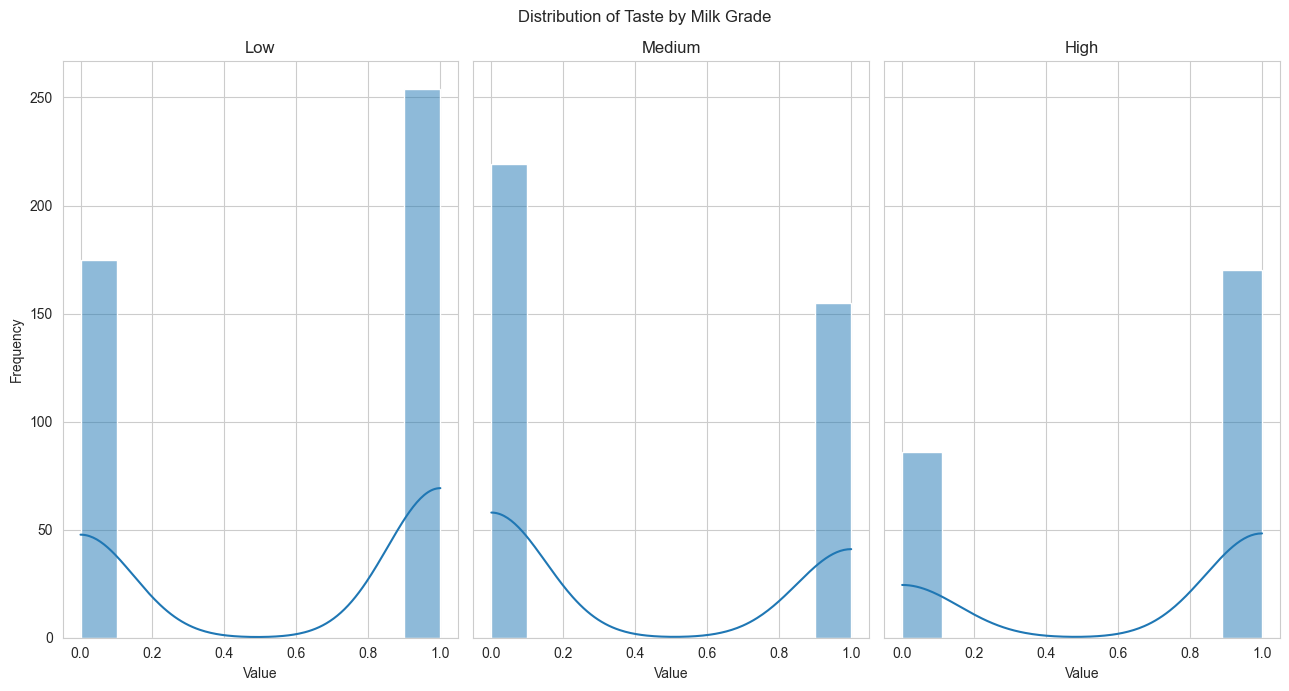 Distribution of Taste by Milk Grade
Low Medium High
250
200
150
100
50
0
Frequency
0.0 0.2 0.4 0.6 0.8 1.0 0.0 0.2 0.4 0.6 0.8 1.0 0.0 0.2 0.4 0.6 0.8 1.0
Value Value Value